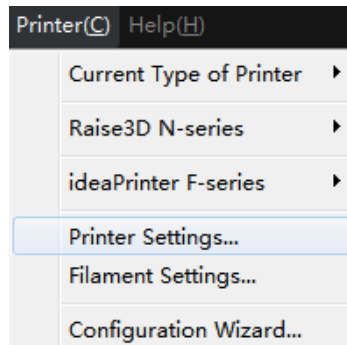 Printer(C) Help(H)
Current Type of Printer
Raise3D N-series
ideaPrinter F-series
Printer Settings...
Filament Settings...
Configuration Wizard...